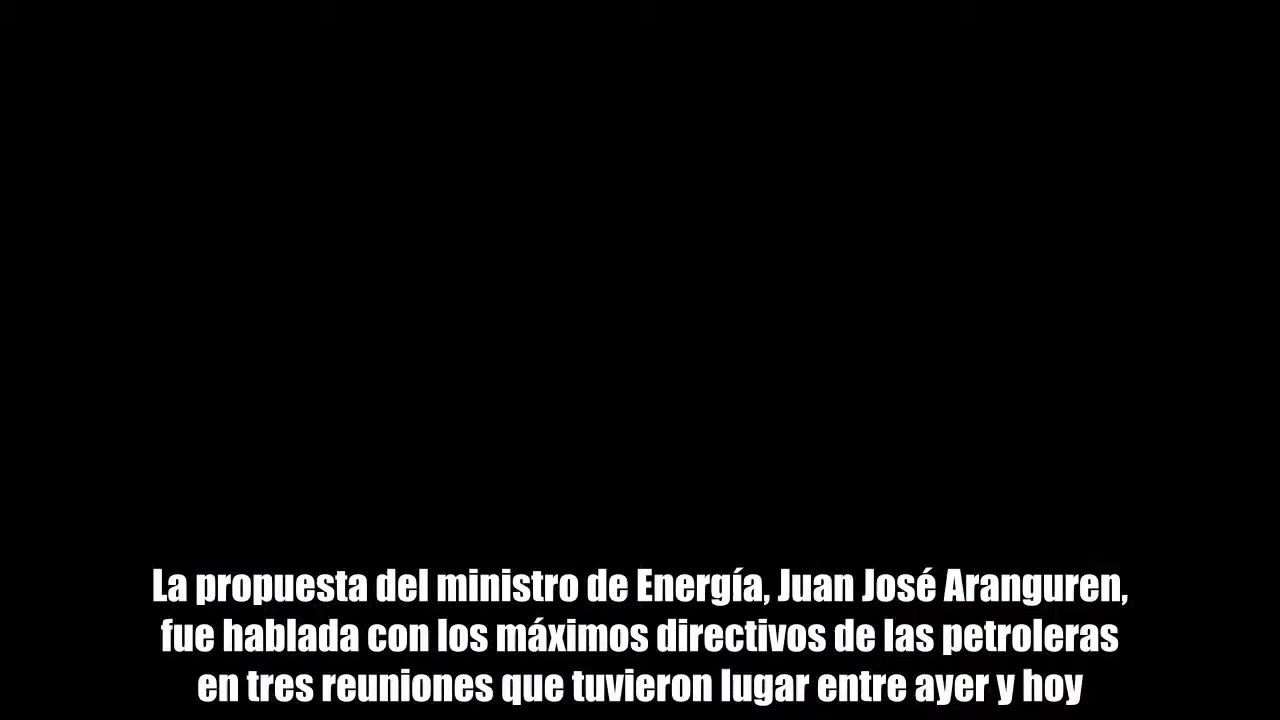 La propuesta del ministro de Energía, Juan José Aranguren,
fue hablada con los máximos directivos de las petroleras
en tres reuniones que tuvieron lugar entre ayer y hoy